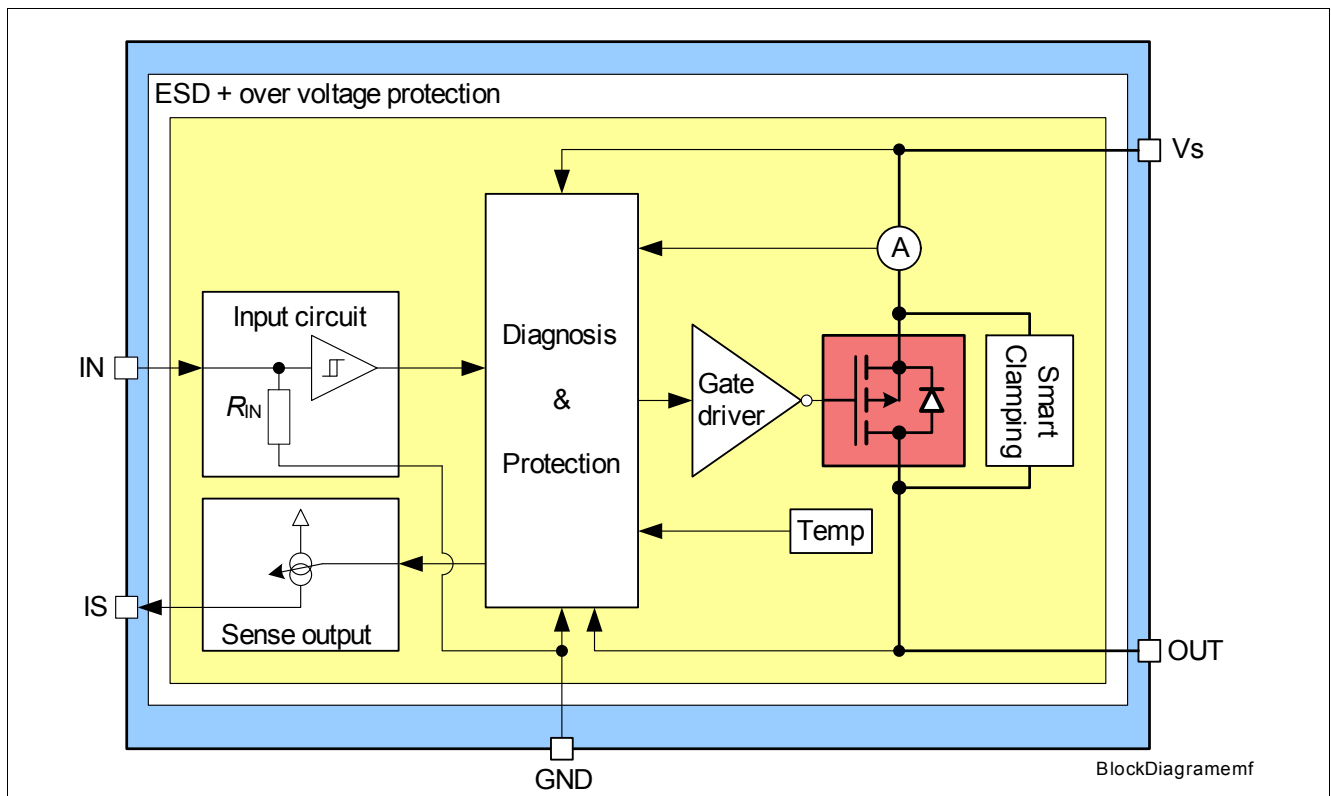 ESD + over voltage protection
Vs
A
Input circuit
IN
RIN
Diagnosis
&
Protection
Gate
driver
Smart
Clamping
Temp
IS
Sense output
OUT
GND
BlockDiagramemf